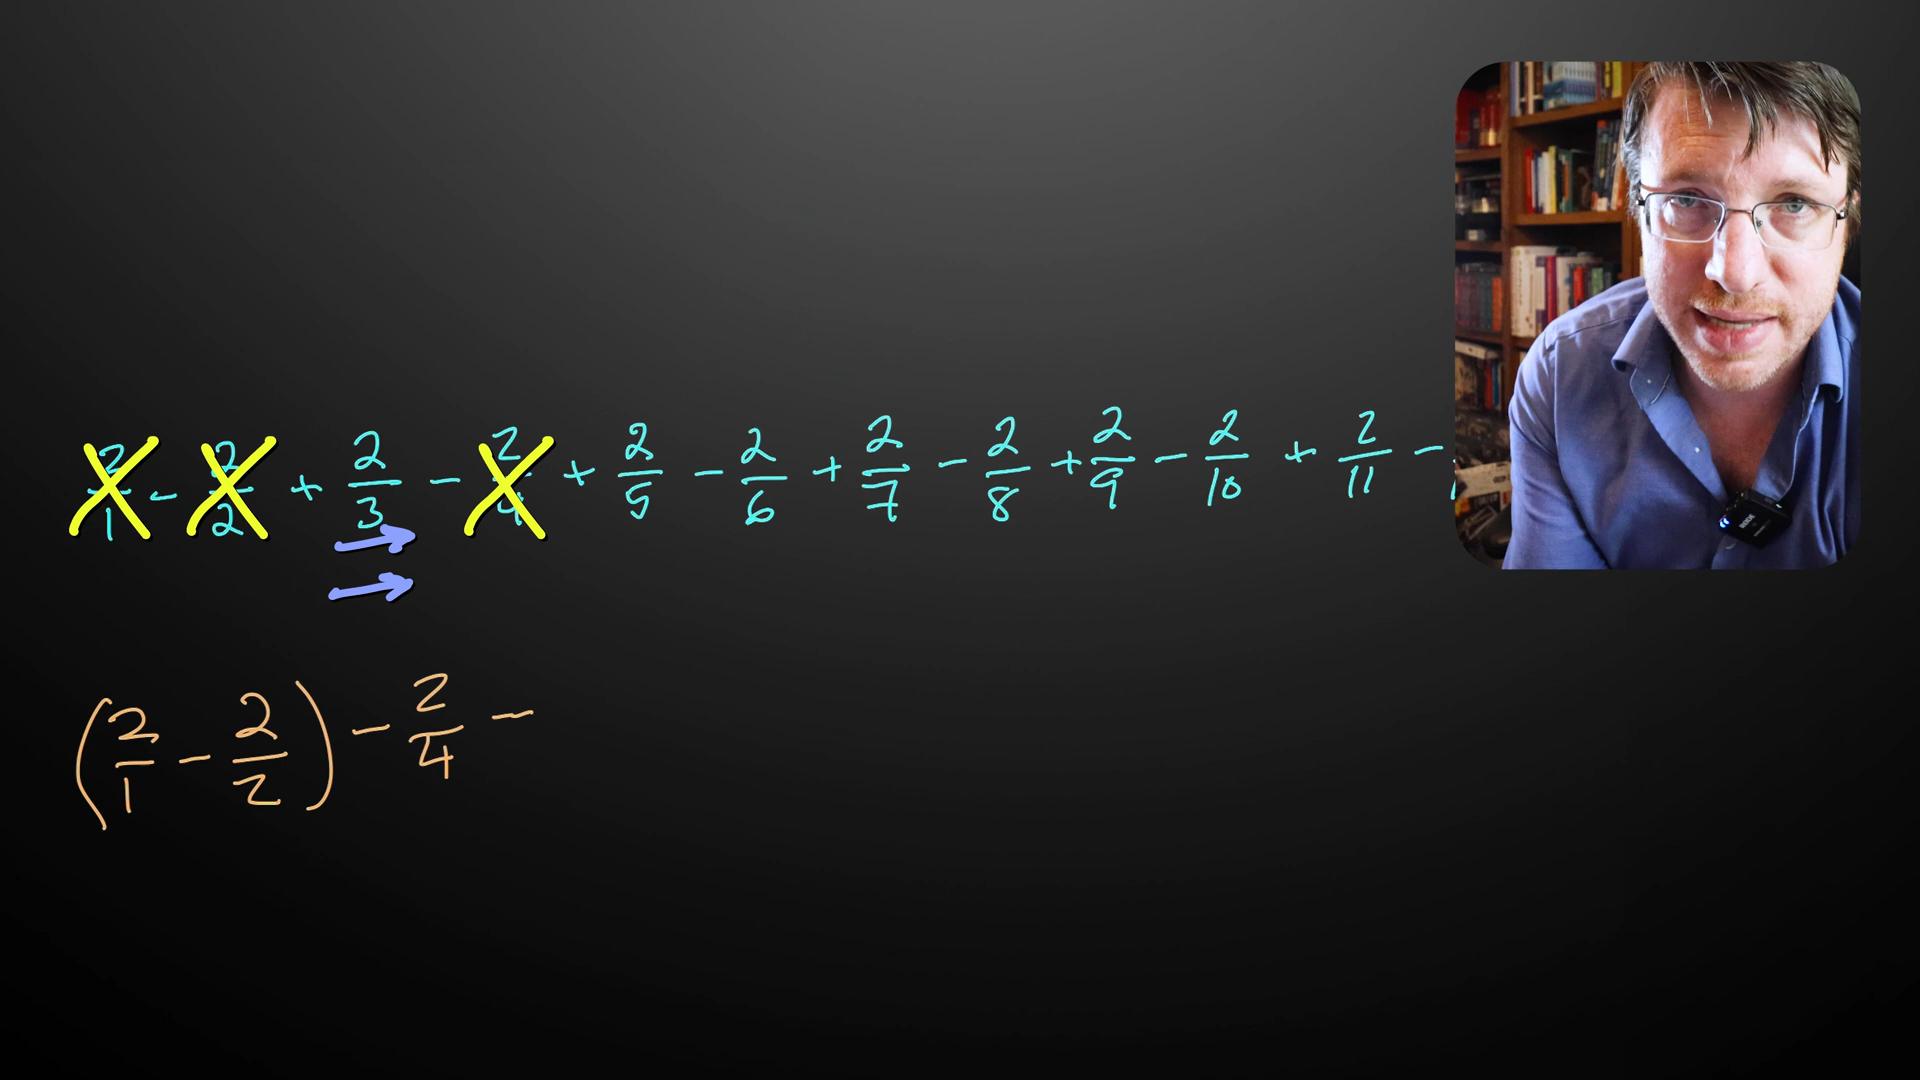 2/1 - 2/2 + 2/3 - 2/4 + 2/5 - 2/6 + 2/7 - 2/8 + 2/9 - 2/10 + 2/11 -
(2/1 - 2/2) - 2/4 -